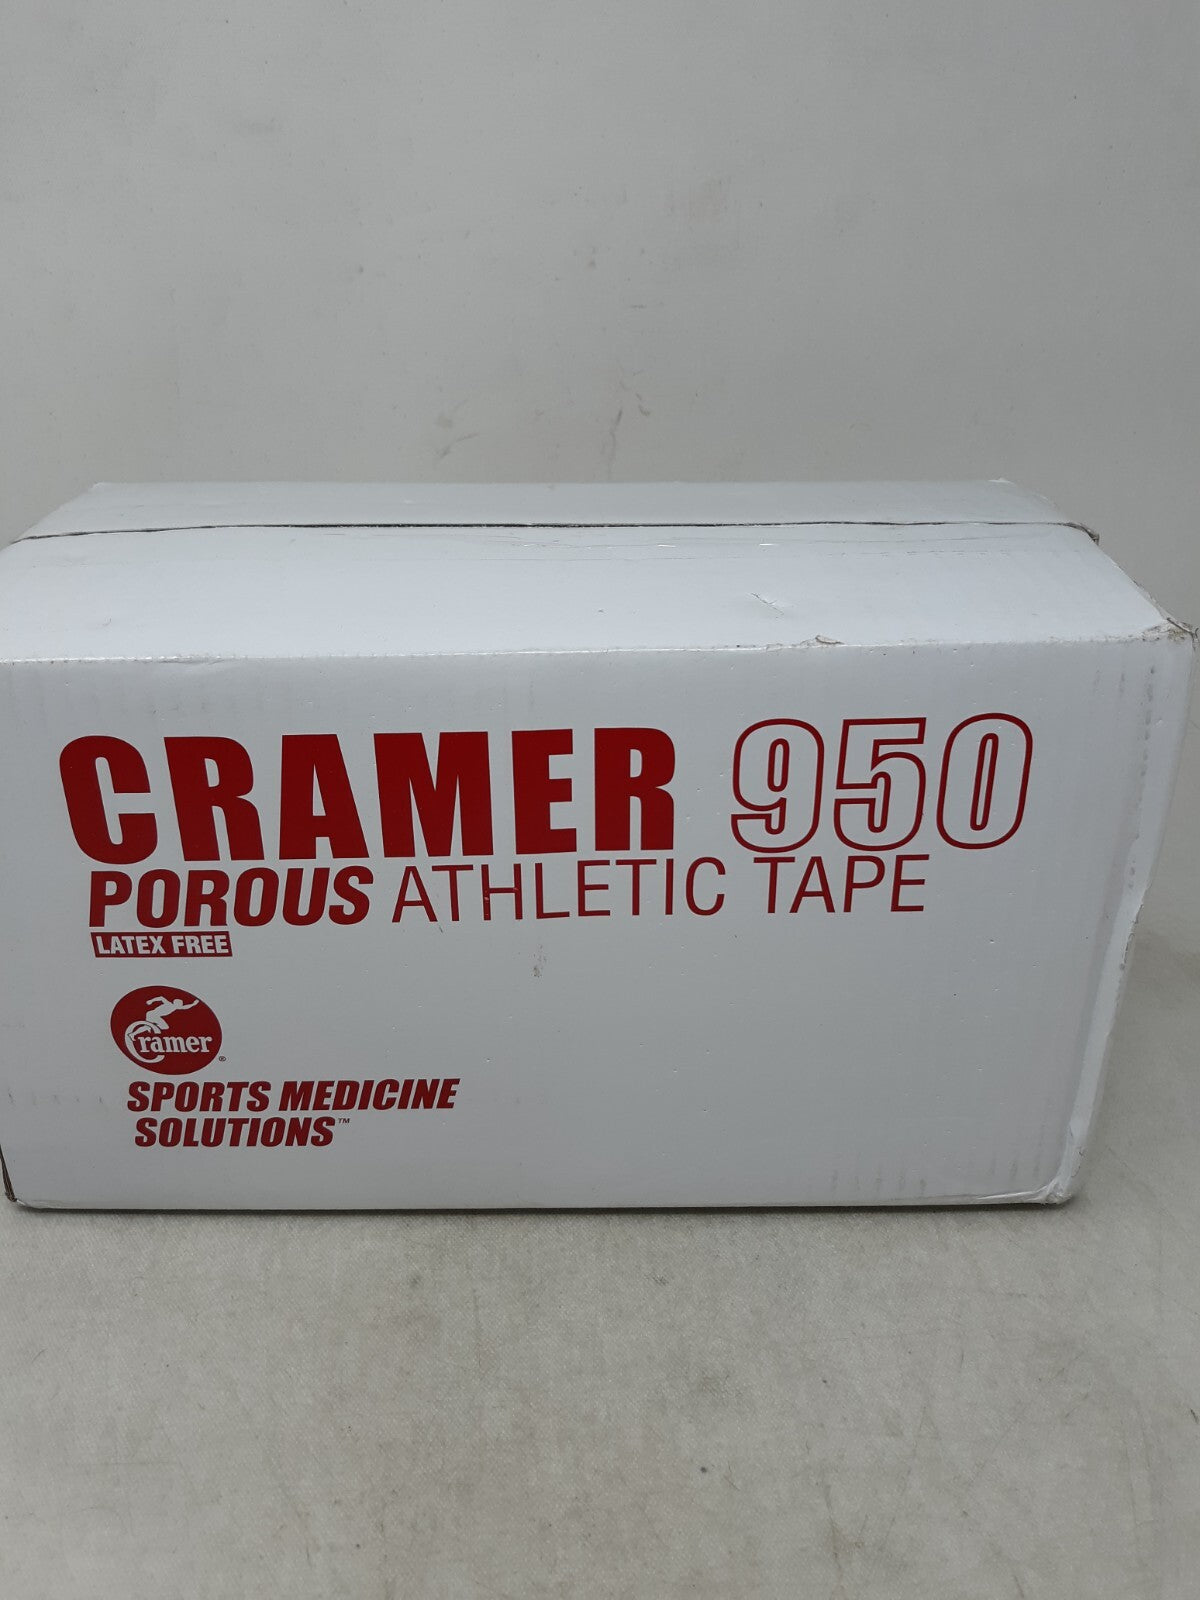 CRAMER 950
POROUS ATHLETIC TAPE
LATEX FREE
Cramer®
SPORTS MEDICINE
SOLUTIONS™